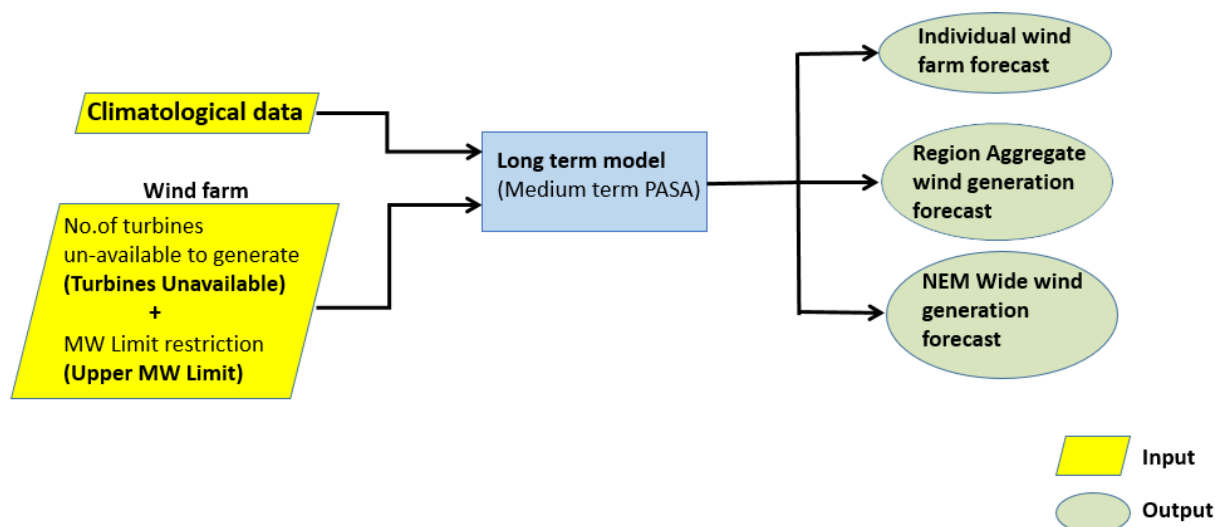 Climatological data
Wind farm
No.of turbines
un-available to generate
(Turbines Unavailable)
+
MW Limit restriction
(Upper MW Limit)
Long term model
(Medium term PASA)
Individual wind
farm forecast
Region Aggregate
wind generation
forecast
NEM Wide wind
generation
forecast
Input
Output